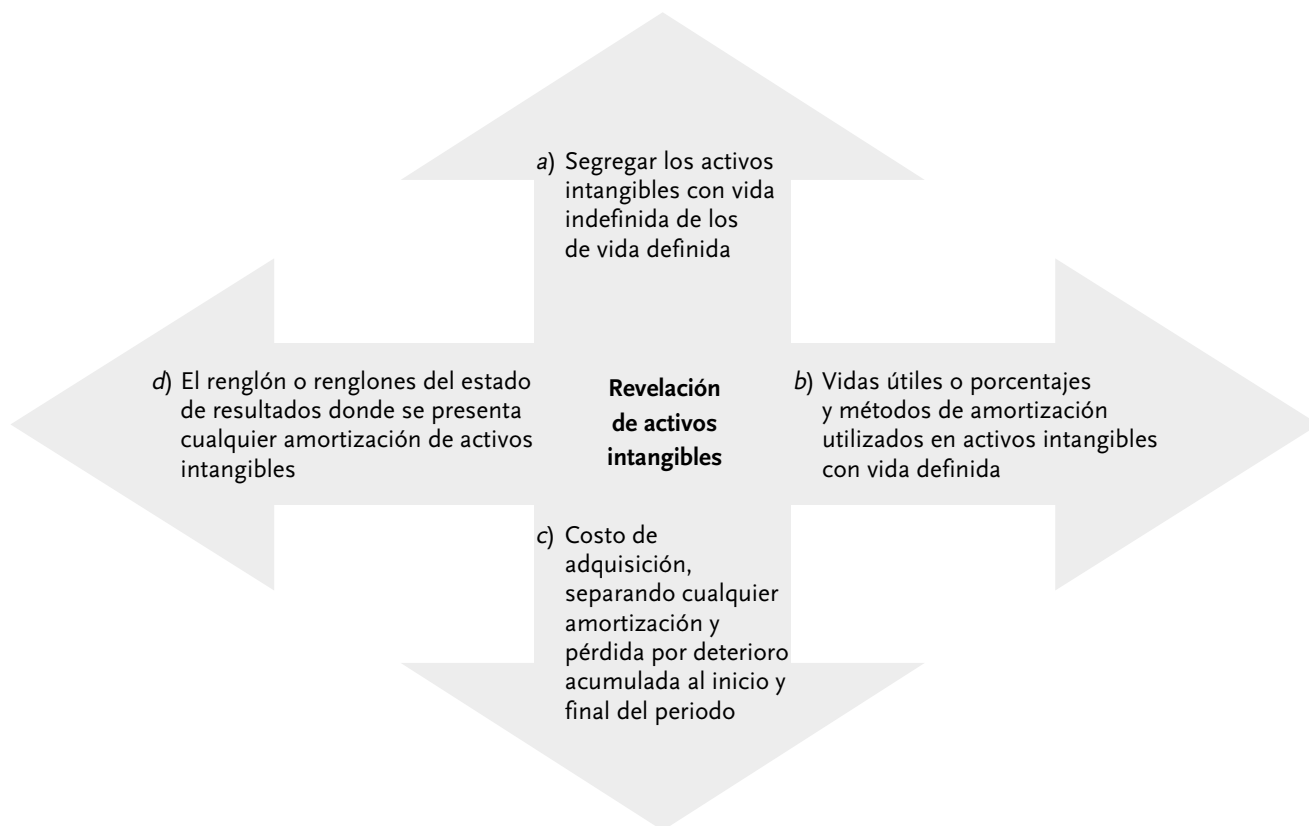 a) Segregar los activos
intangibles con vida
indefinida de los
de vida definida
d) El renglón o renglones del estado
de resultados donde se presenta
cualquier amortización de activos
intangibles
Revelación
de activos
intangibles
b) Vidas útiles o porcentajes
y métodos de amortización
utilizados en activos intangibles
con vida definida
c) Costo de
adquisición,
separando cualquier
amortización y
pérdida por deterioro
acumulada al inicio y
final del periodo